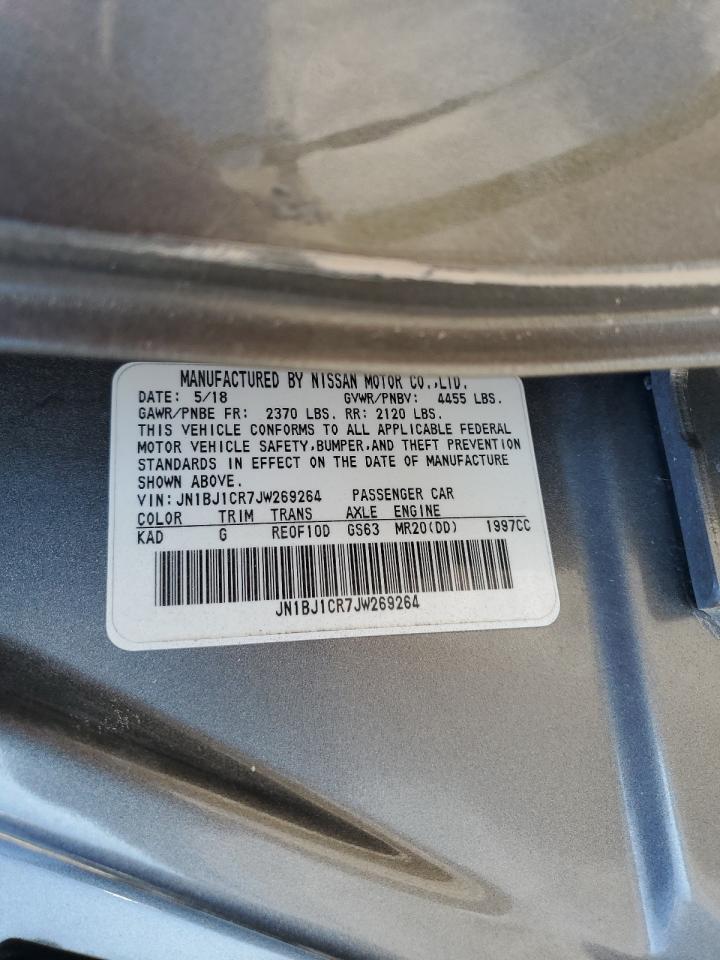 MANUFACTURED BY NISSAN MOTOR CO.,LTD.
DATE: 5/18 GVWR/PNBV: 4455 LBS.
GAWR/PNBE FR: 2370 LBS. RR: 2120 LBS.
THIS VEHICLE CONFORMS TO ALL APPLICABLE FEDERAL
MOTOR VEHICLE SAFETY,BUMPER,AND THEFT PREVENTION
STANDARDS IN EFFECT ON THE DATE OF MANUFACTURE
SHOWN ABOVE.
VIN: JN1BJ1CR7JW269264 PASSENGER CAR
COLOR TRIM TRANS AXLE ENGINE
KAD G RE0F10D GS63 MR20(DD) 1997CC
JN1BJ1CR7JW269264